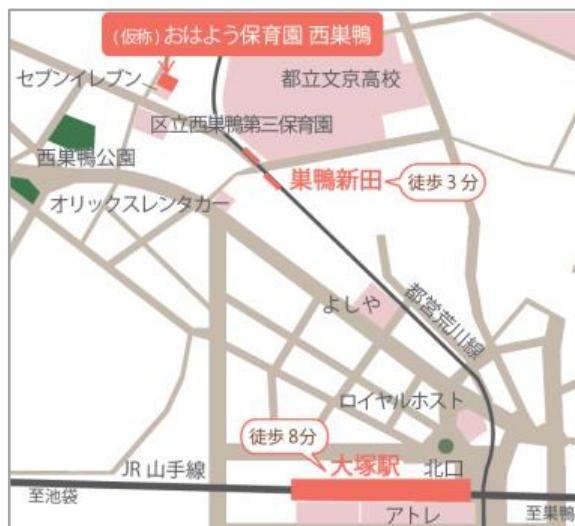 (仮称)おはよう保育園 西巣鴨
セブンイレブン
都立文京高校
区立西巣鴨第三保育園
西巣鴨公園
巣鴨新田
徒歩 3 分
オリックスレンタカー
よしや
都営荒川線
ロイヤルホスト
徒歩 8分
JR 山手線
大塚駅
北口
至池袋
アトレ
至巣鴨